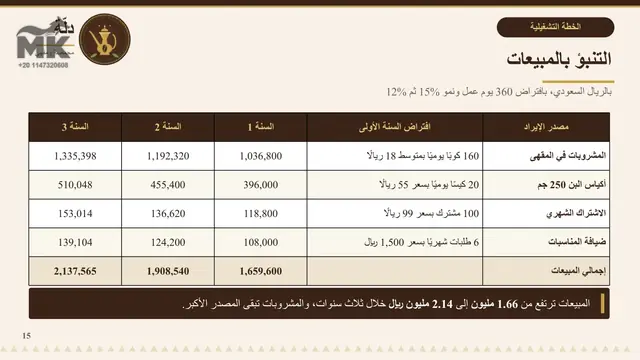 دلة
MK
+20 1147320608
الخطة التشغيلية
التنبؤ بالمبيعات
بالريال السعودي، بافتراض 360 يوم عمل ونمو 15% ثم 12%
مصدر الإيراد افتراض السنة الأولى السنة 1 السنة 2 السنة 3
المشروبات في المقهى 160 كوبًا يوميًا بمتوسط 18 ريالًا 1,036,800 1,192,320 1,335,398
أكياس البن 250 جم 20 كيسًا يوميًا بسعر 55 ريالًا 396,000 455,400 510,048
الاشتراك الشهري 100 مشترك بسعر 99 ريالًا 118,800 136,620 153,014
ضيافة المناسبات 6 طلبات شهريًا بسعر 1,500 ريال 108,000 124,200 139,104
إجمالي المبيعات 1,659,600 1,908,540 2,137,565
المبيعات ترتفع من 1.66 مليون إلى 2.14 مليون ريال خلال ثلاث سنوات، والمشروبات تبقى المصدر الأكبر.
15